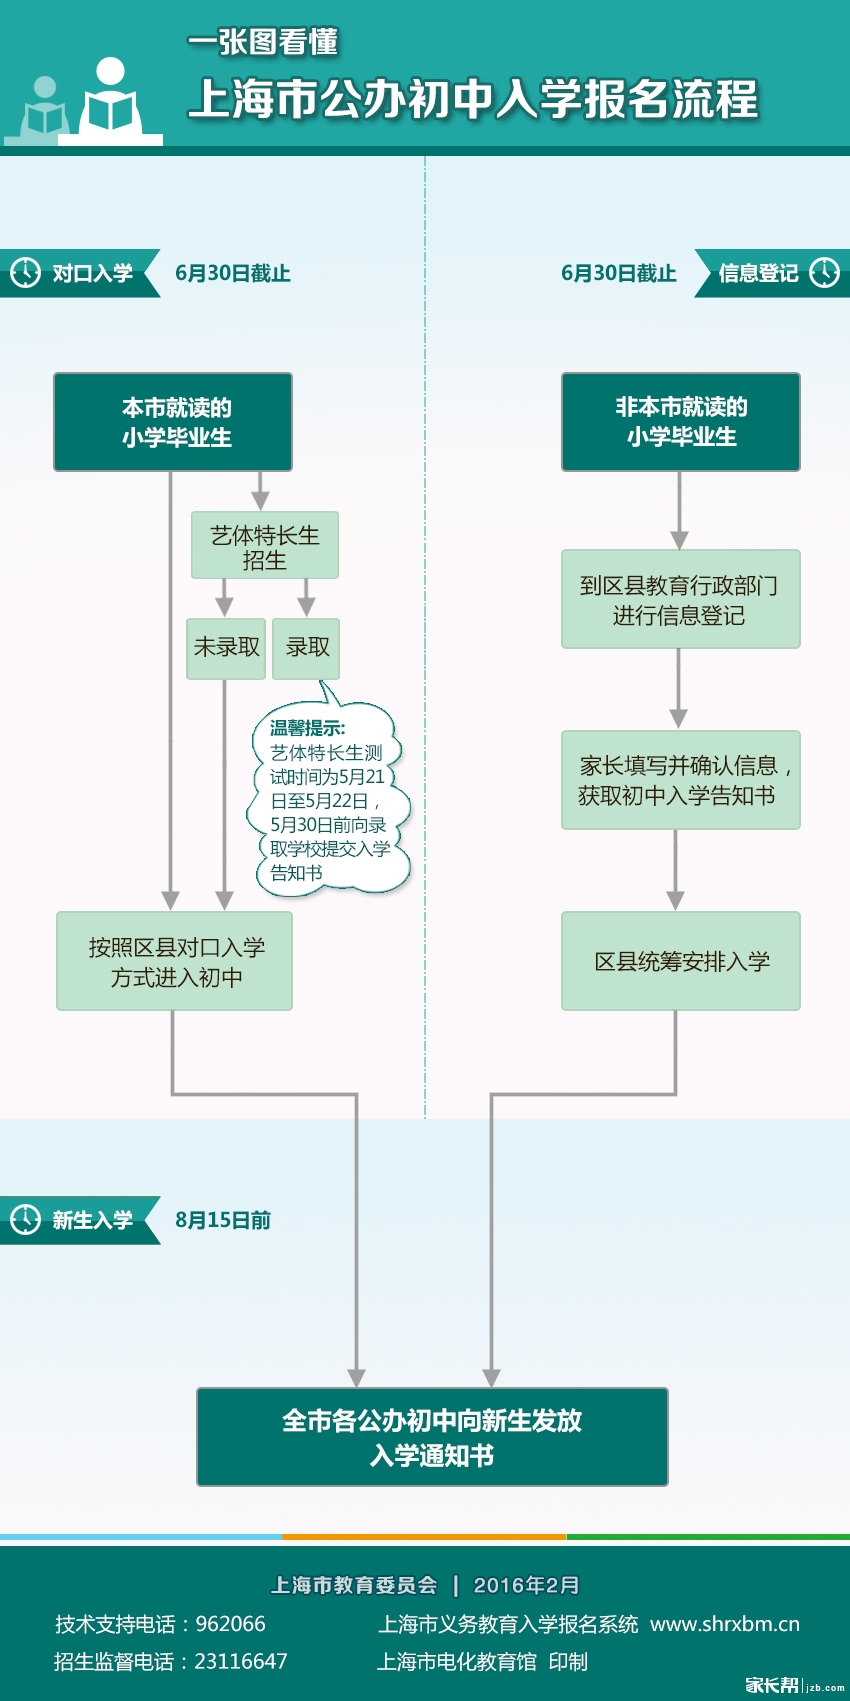 一张图看懂
上海市公办初中入学报名流程
对口入学
6月30日截止
6月30日截止
信息登记
本市就读的
小学毕业生
艺体特长生
招生
未录取
录取
温馨提示:
艺体特长生测
试时间为5月21
日至5月22日，
5月30日前向录
取学校提交入学
告知书
按照区县对口入学
方式进入初中
非本市就读的
小学毕业生
到区县教育行政部门
进行信息登记
家长填写并确认信息，
获取初中入学告知书
区县统筹安排入学
新生入学
8月15日前
全市各公办初中向新生发放
入学通知书
上海市教育委员会 | 2016年2月
技术支持电话：962066
上海市义务教育入学报名系统 www.shrxbm.cn
招生监督电话：23116647
上海市电化教育馆 印制
家长帮 | jzb.com